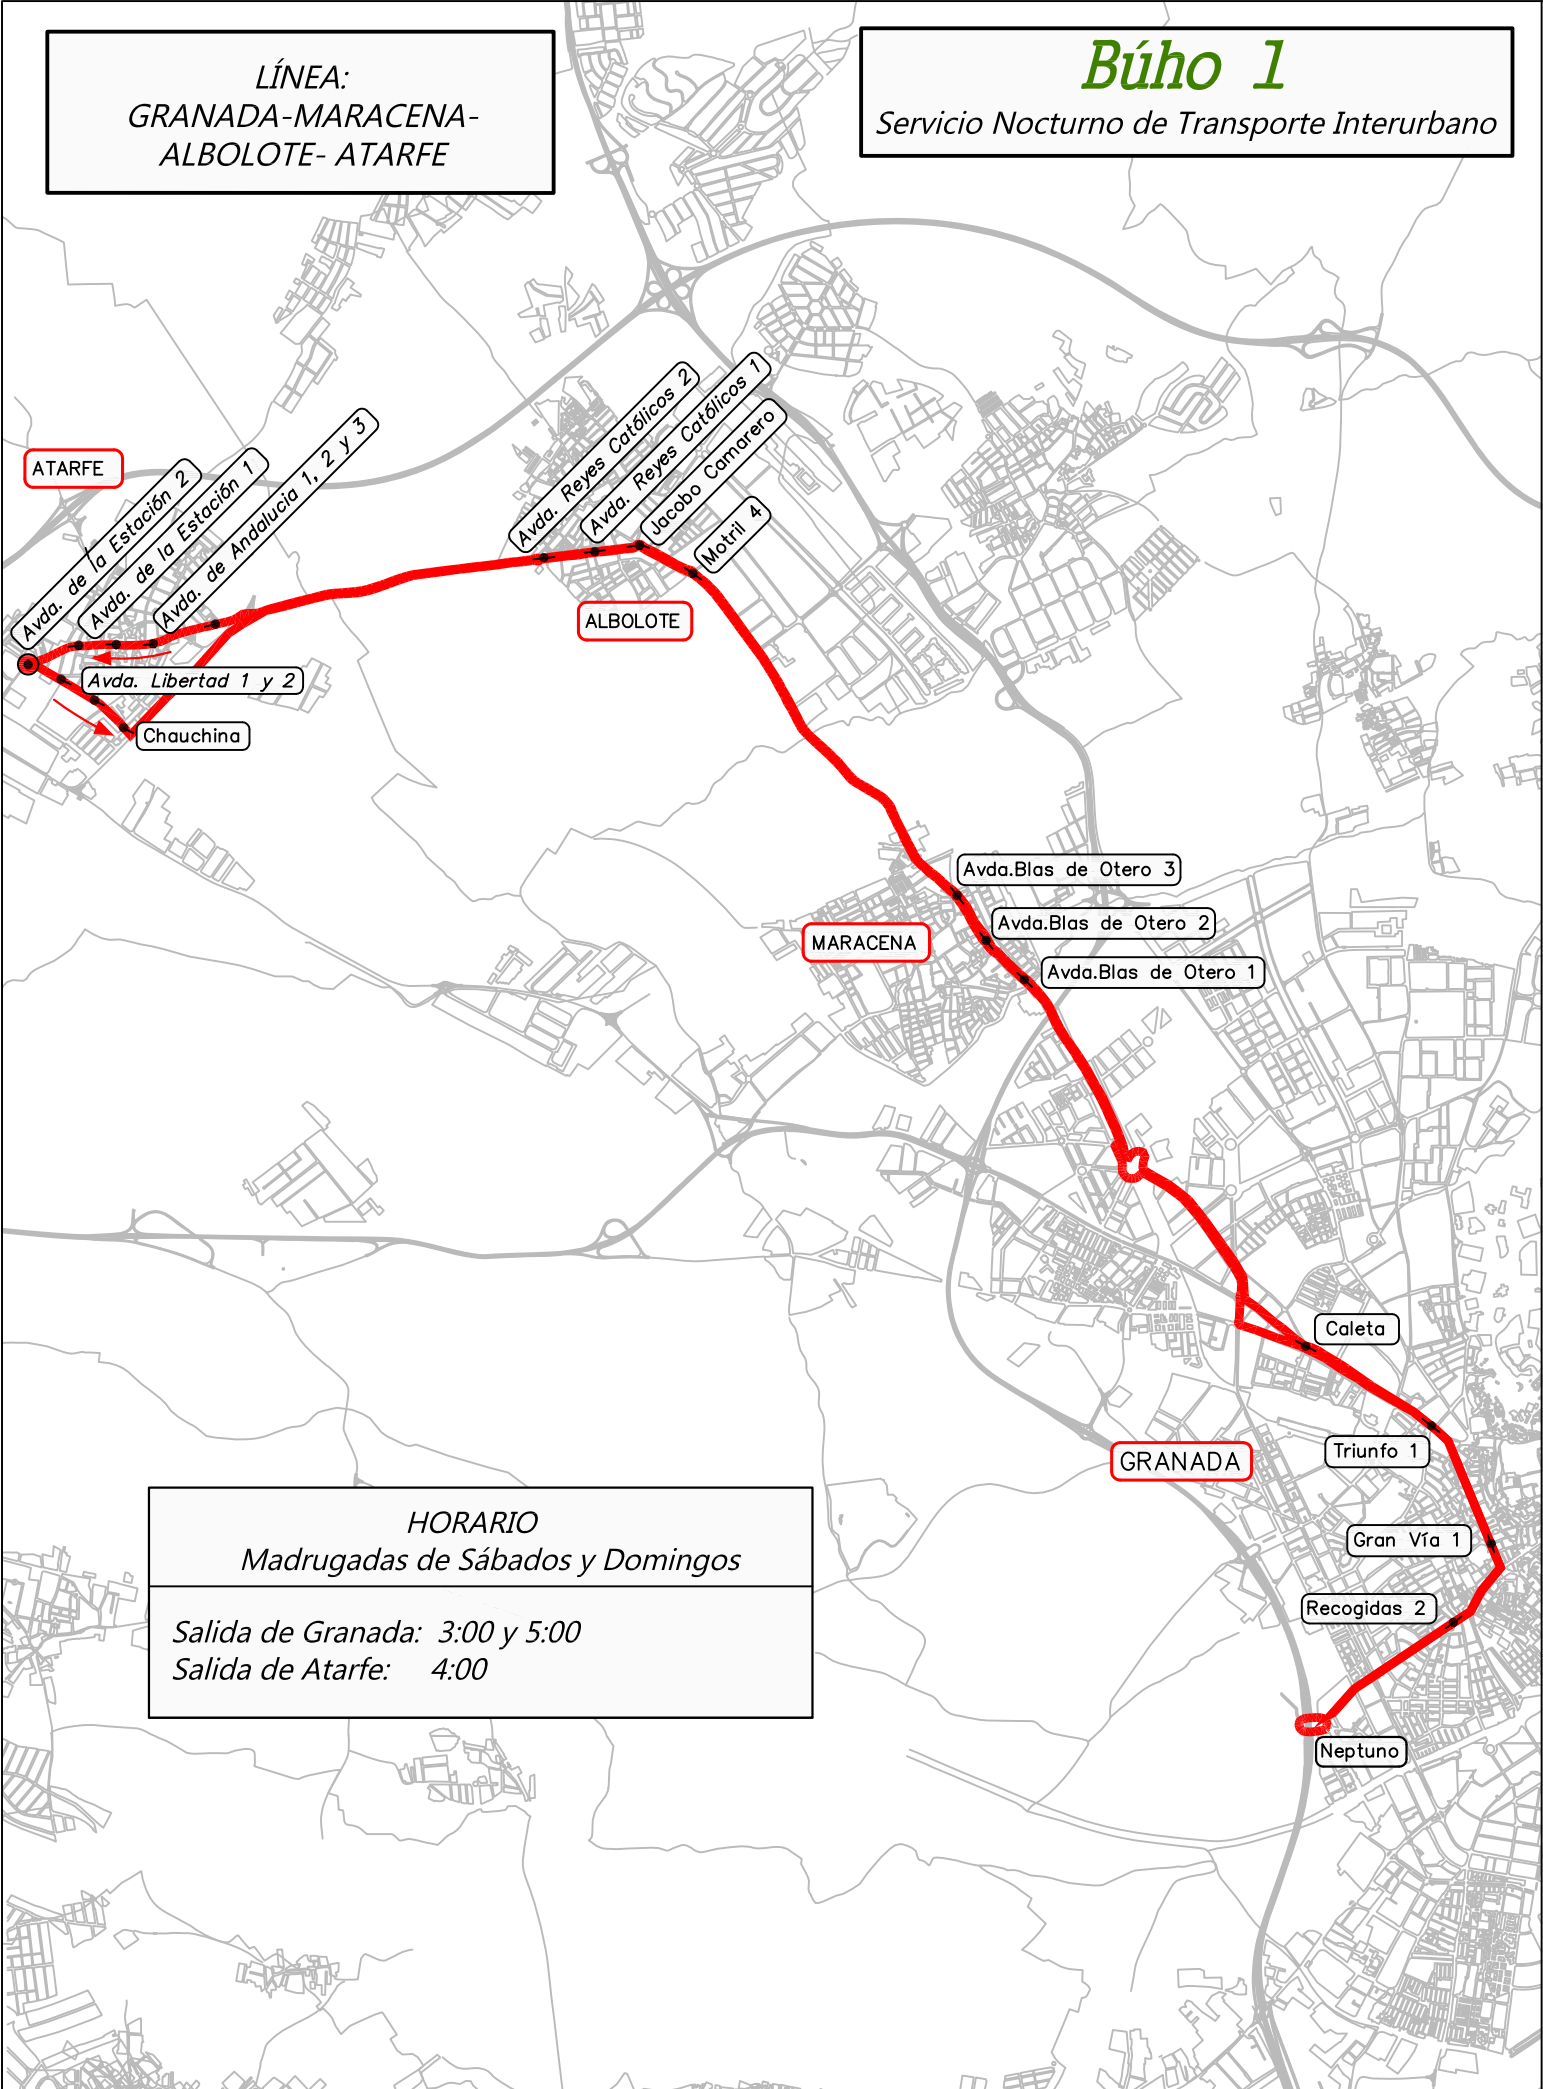 LÍNEA:
GRANADA-MARACENA-
ALBOLOTE- ATARFE
Búho 1
Servicio Nocturno de Transporte Interurbano
ATARFE
Avda. de la Estación 2
Avda. de la Estación 1
Avda. de Andalucia 1, 2 y 3
Avda. Reyes Católicos 2
Avda. Reyes Católicos 1
Jacobo Camarero
Motril 4
ALBOLOTE
Avda. Libertad 1 y 2
Chauchina
Avda.Blas de Otero 3
Avda.Blas de Otero 2
MARACENA
Avda.Blas de Otero 1
Caleta
Triunfo 1
GRANADA
Gran Vía 1
Recogidas 2
Neptuno
HORARIO
Madrugadas de Sábados y Domingos
Salida de Granada: 3:00 y 5:00
Salida de Atarfe: 4:00